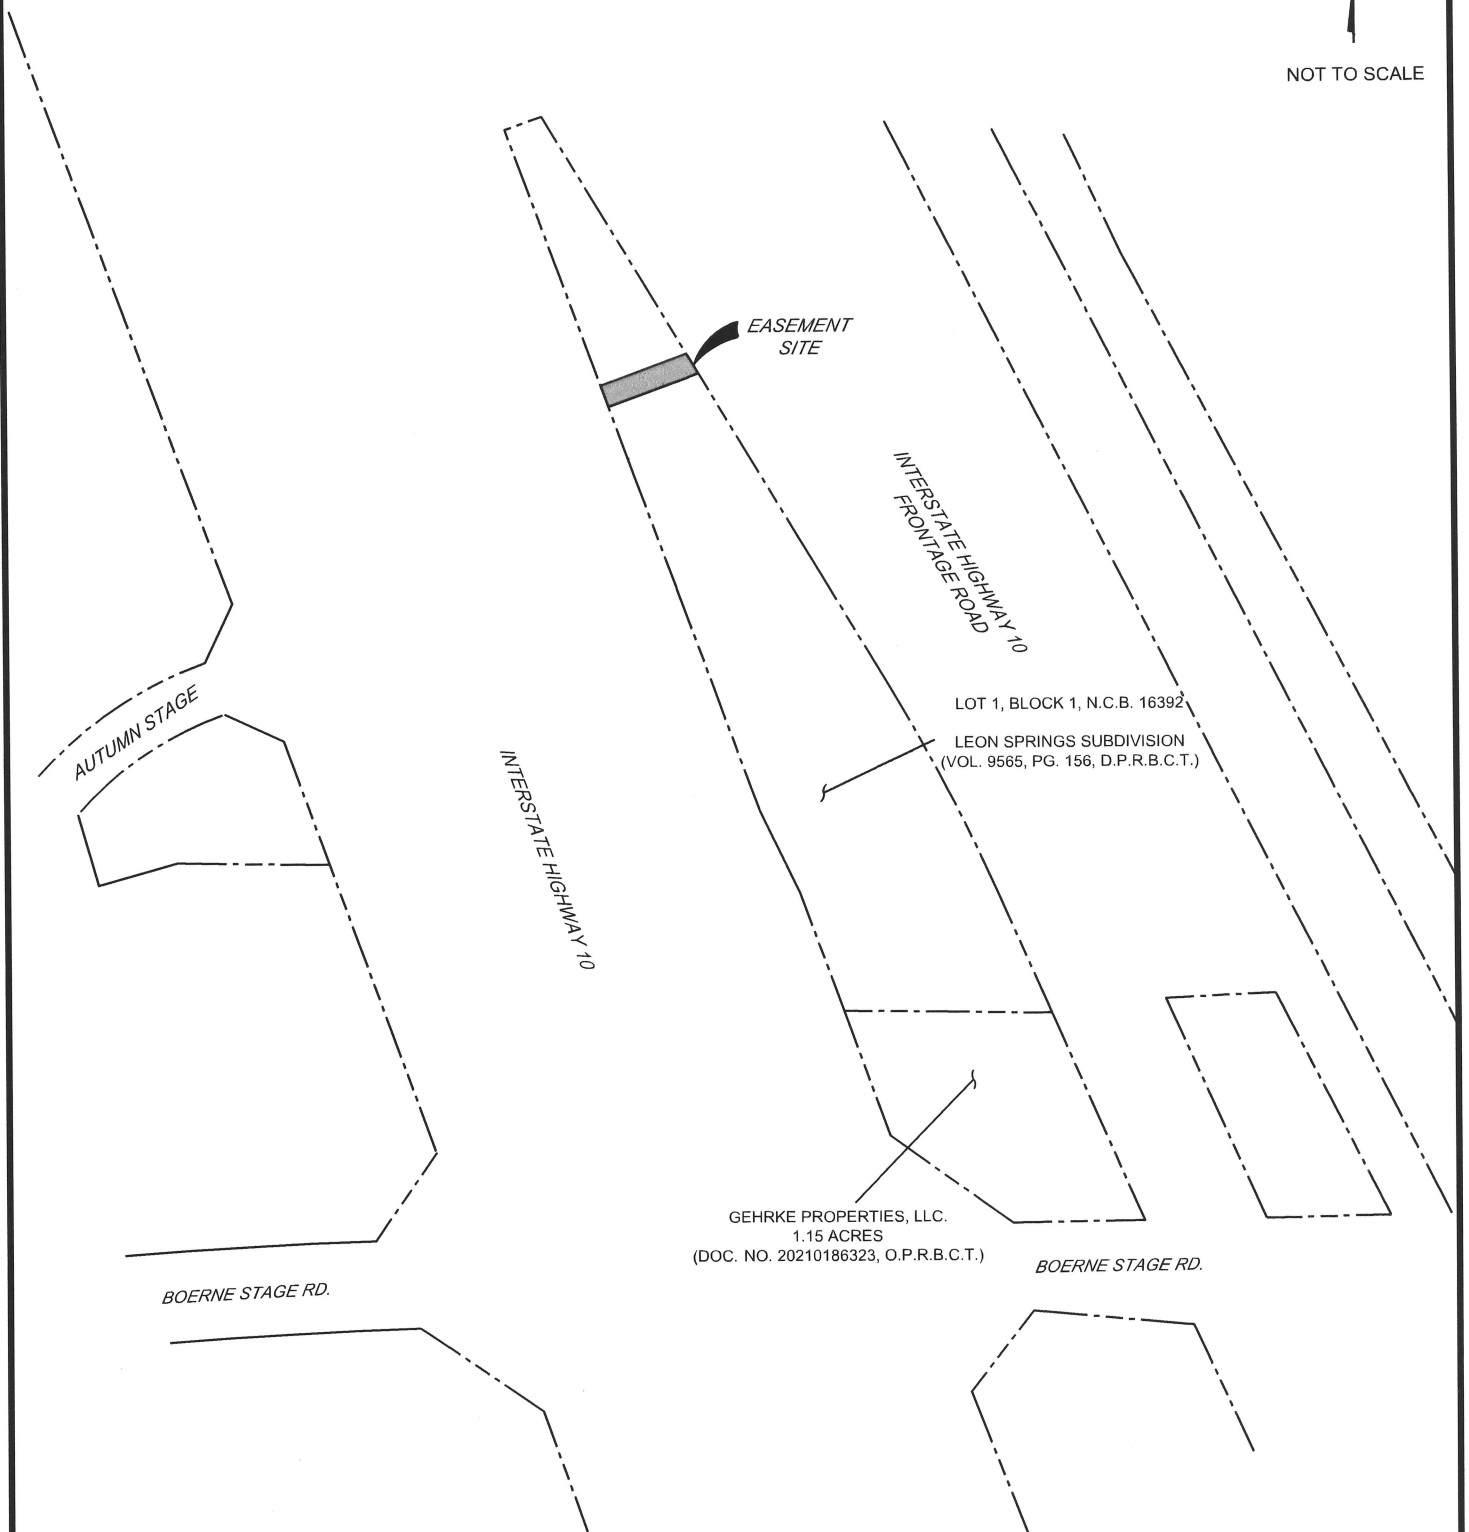 NOT TO SCALE
EASEMENT
SITE
INTERSTATE HIGHWAY 10
FRONTAGE ROAD
LOT 1, BLOCK 1, N.C.B. 16392
LEON SPRINGS SUBDIVISION
(VOL. 9565, PG. 156, D.P.R.B.C.T.)
AUTUMN STAGE
INTERSTATE HIGHWAY 10
GEHRKE PROPERTIES, LLC.
1.15 ACRES
(DOC. NO. 20210186323, O.P.R.B.C.T.)
BOERNE STAGE RD.
BOERNE STAGE RD.